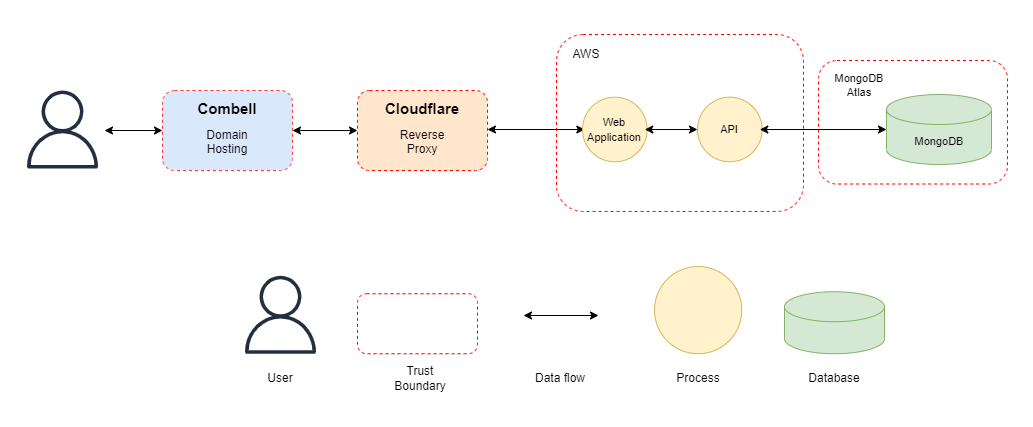 AWS
MongoDB
Atlas
Combell
Domain
Hosting
Cloudflare
Reverse
Proxy
Web
Application
API
MongoDB
User
Trust
Boundary
Data flow
Process
Database